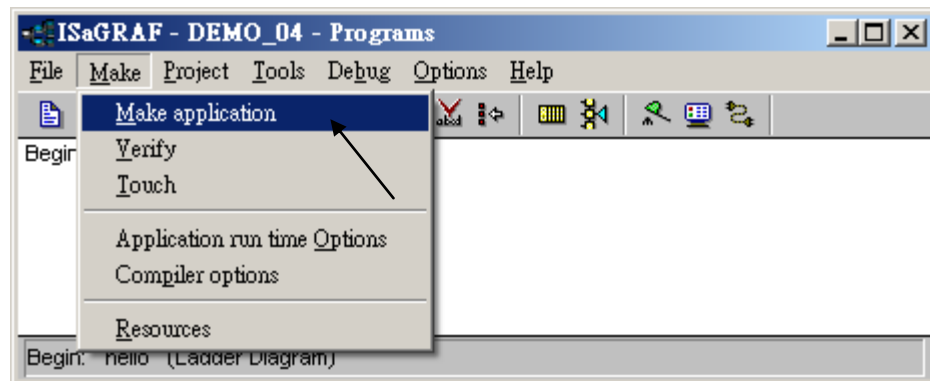 ISaGRAF - DEMO_04 - Programs
File Make Project Tools Debug Options Help
Make application
Begin
Verify
Touch
Application run time Options
Compiler options
Resources
Begin: hello (Ladder Diagram)